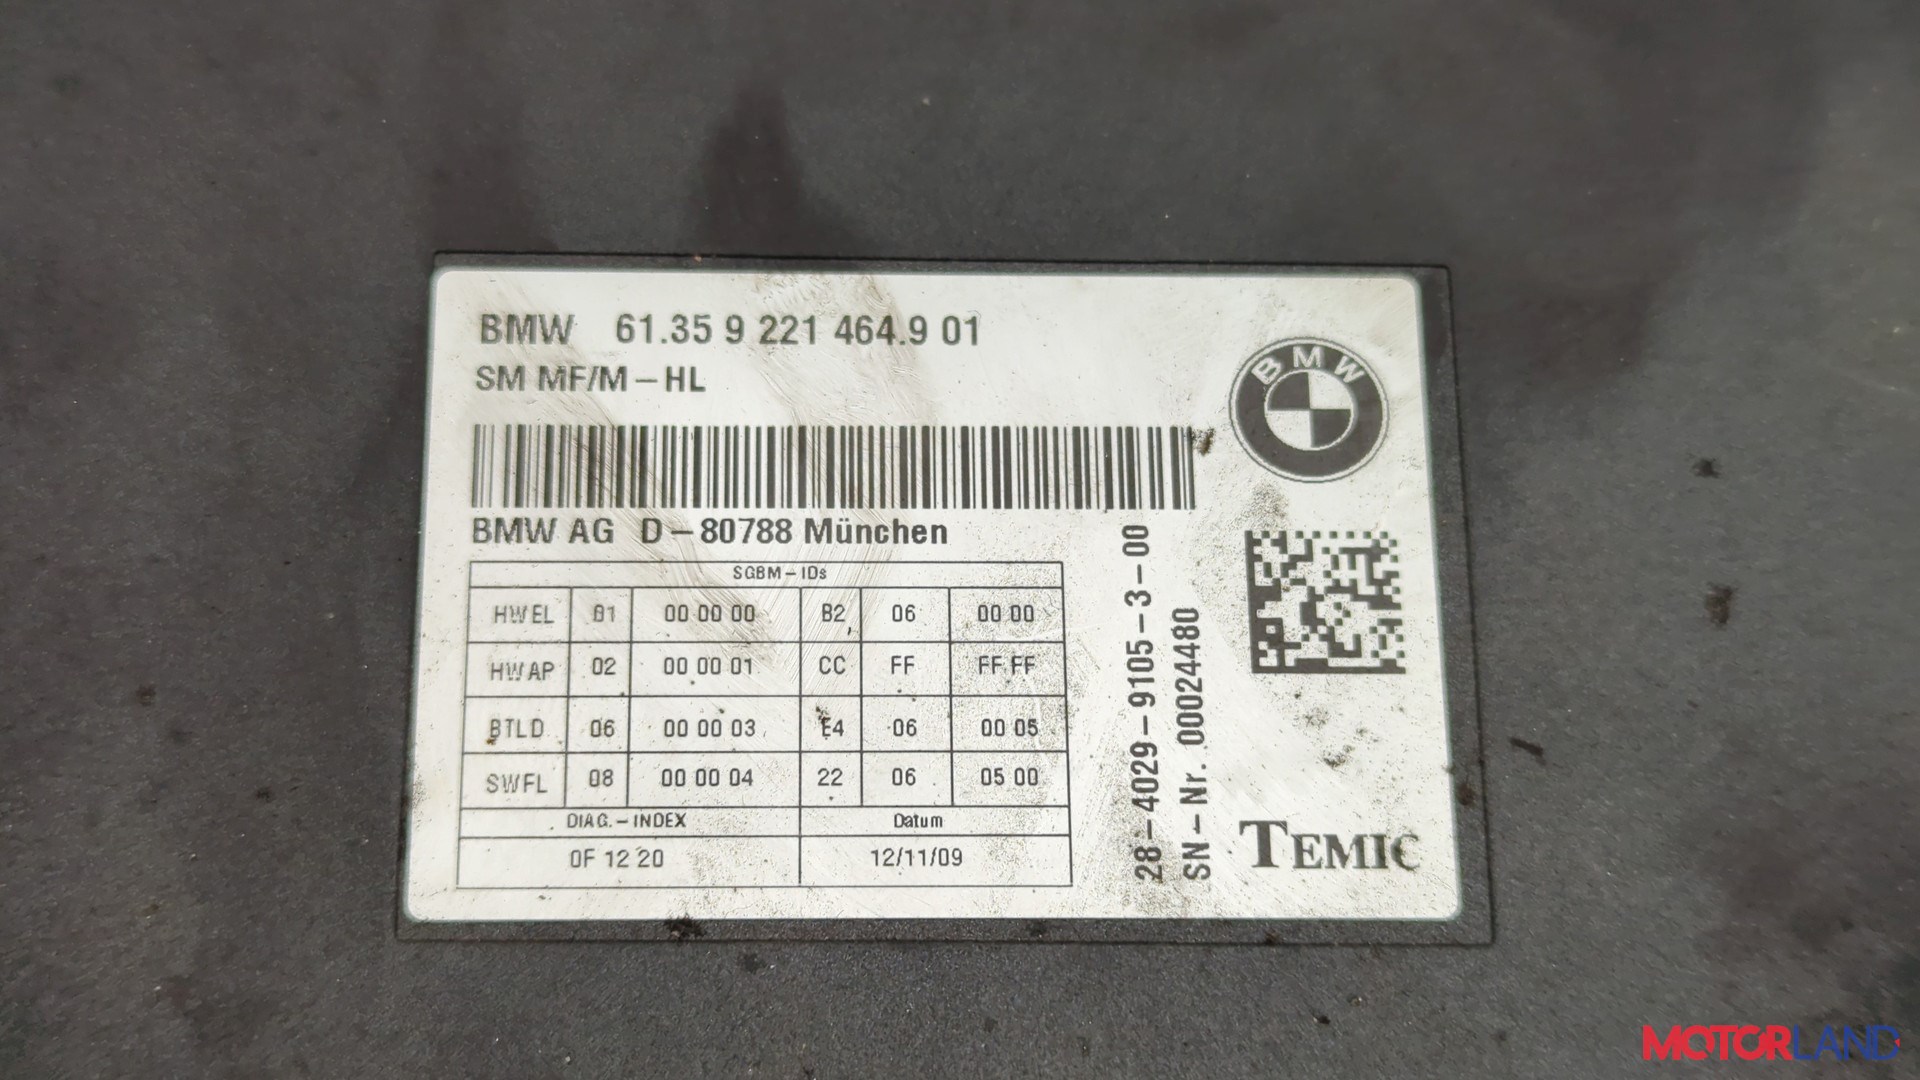 BMW 61.35 9 221 464.9 01
SM MF/M - HL
BMW
BMW AG D - 80788 München
SGBM - IDs
HWEL B1 00 00 00 B2 06 00 00
HWAP 02 00 00 01 CC FF FF FF
BTLD 06 00 00 03 E4 06 00 05
SWFL 08 00 00 04 22 06 05 00
DIAG. - INDEX Datum
0F 12 20 12/11/09
28 - 4029 - 9105 - 3 - 00
SN - Nr. 00024480
TEMIC
MOTORLAND